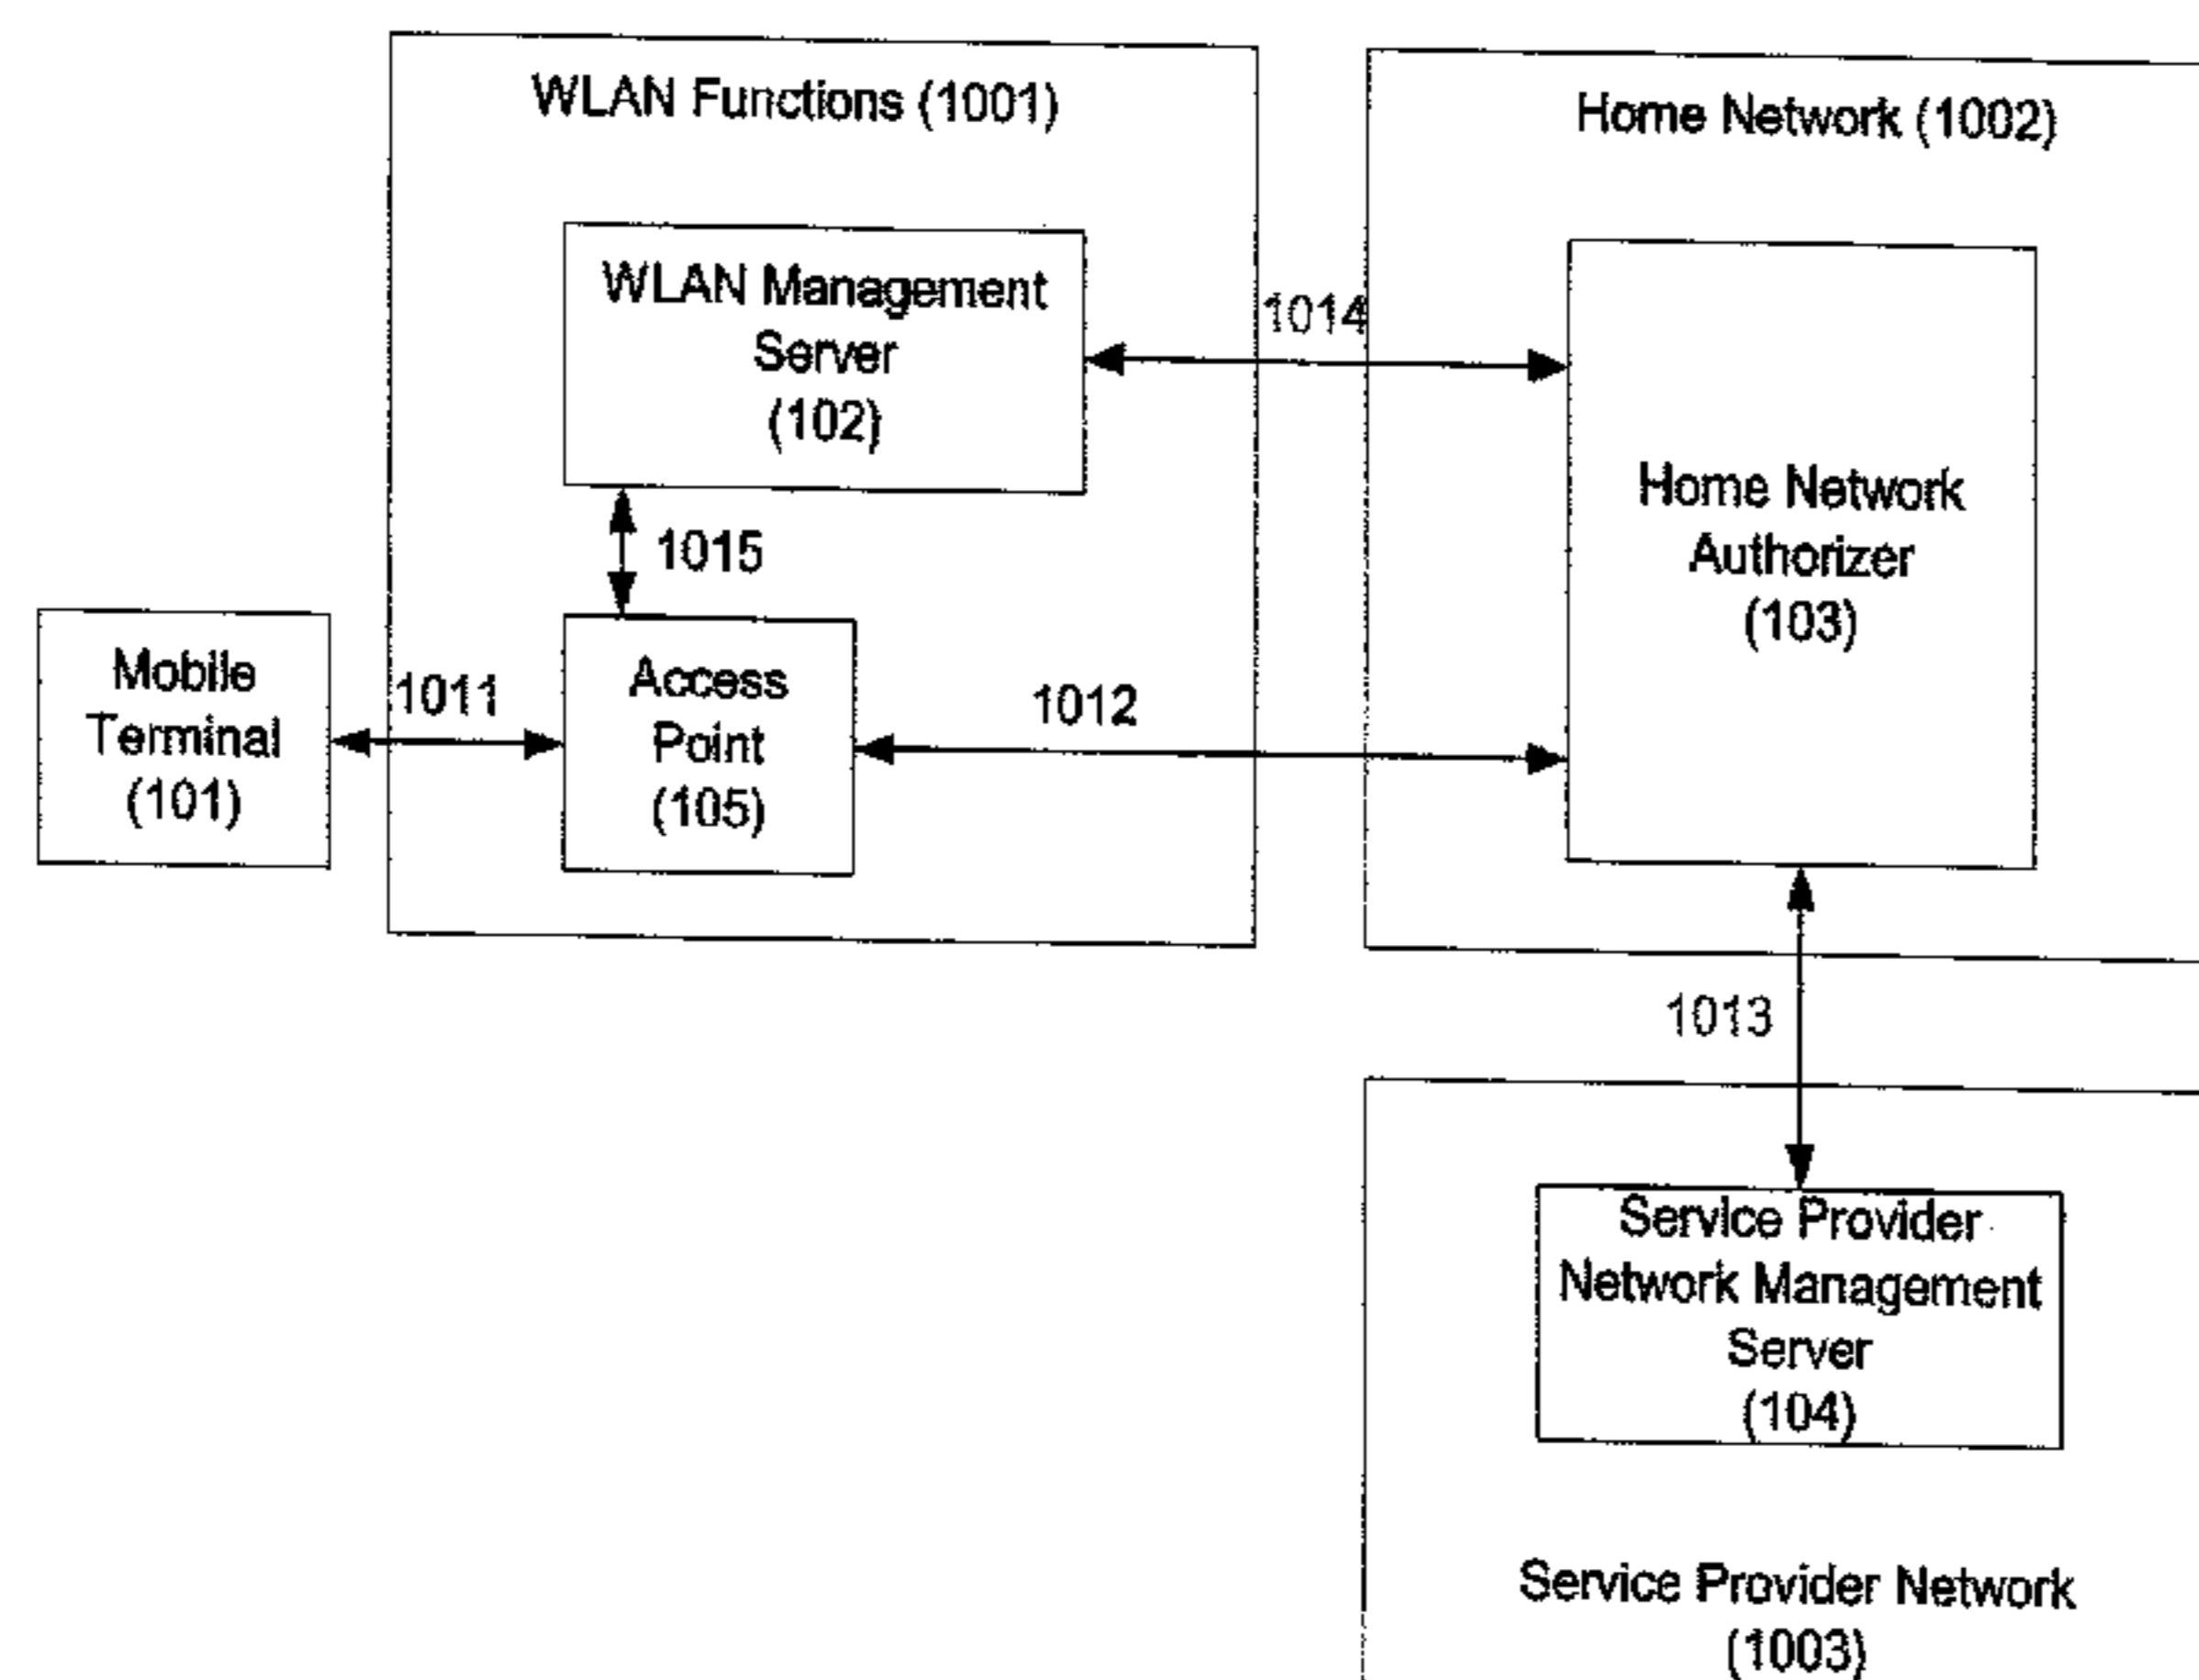 WLAN Functions (1001)
Home Network (1002)
WLAN Management
Server
(102)
1014
Home Network
Authorizer
(103)
1015
Mobile
Terminal
(101)
1011
Access
Point
(105)
1012
1013
Service Provider
Network Management
Server
(104)
Service Provider Network
(1003)